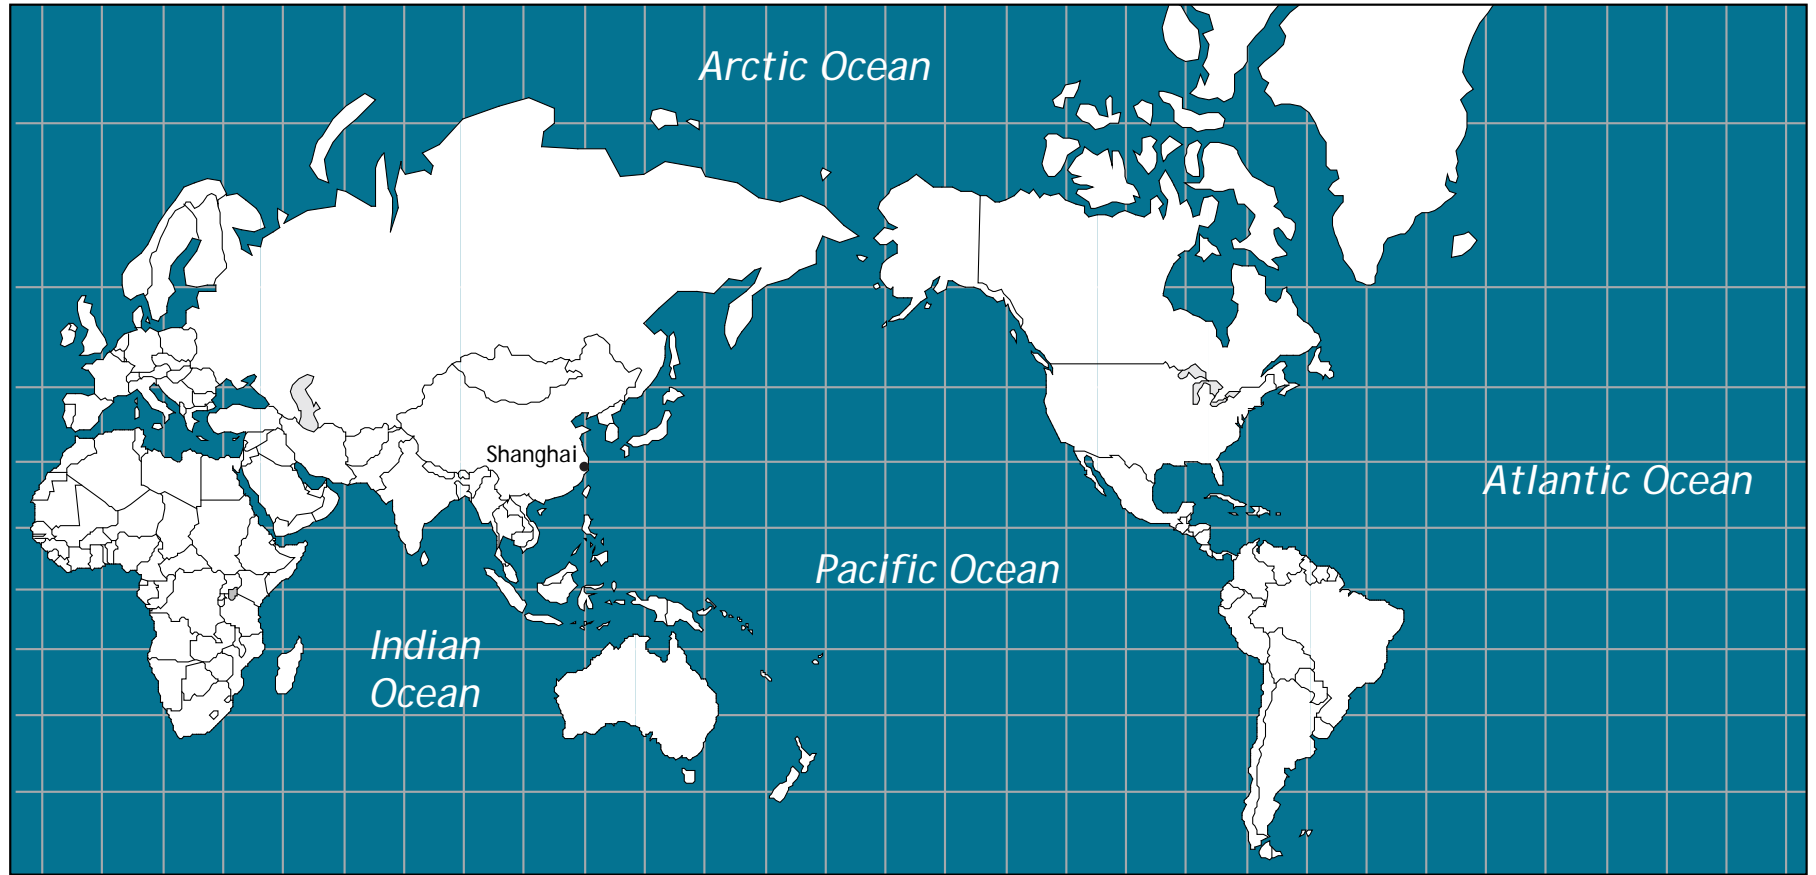 Arctic Ocean
Shanghai
Atlantic Ocean
Pacific Ocean
Indian
Ocean